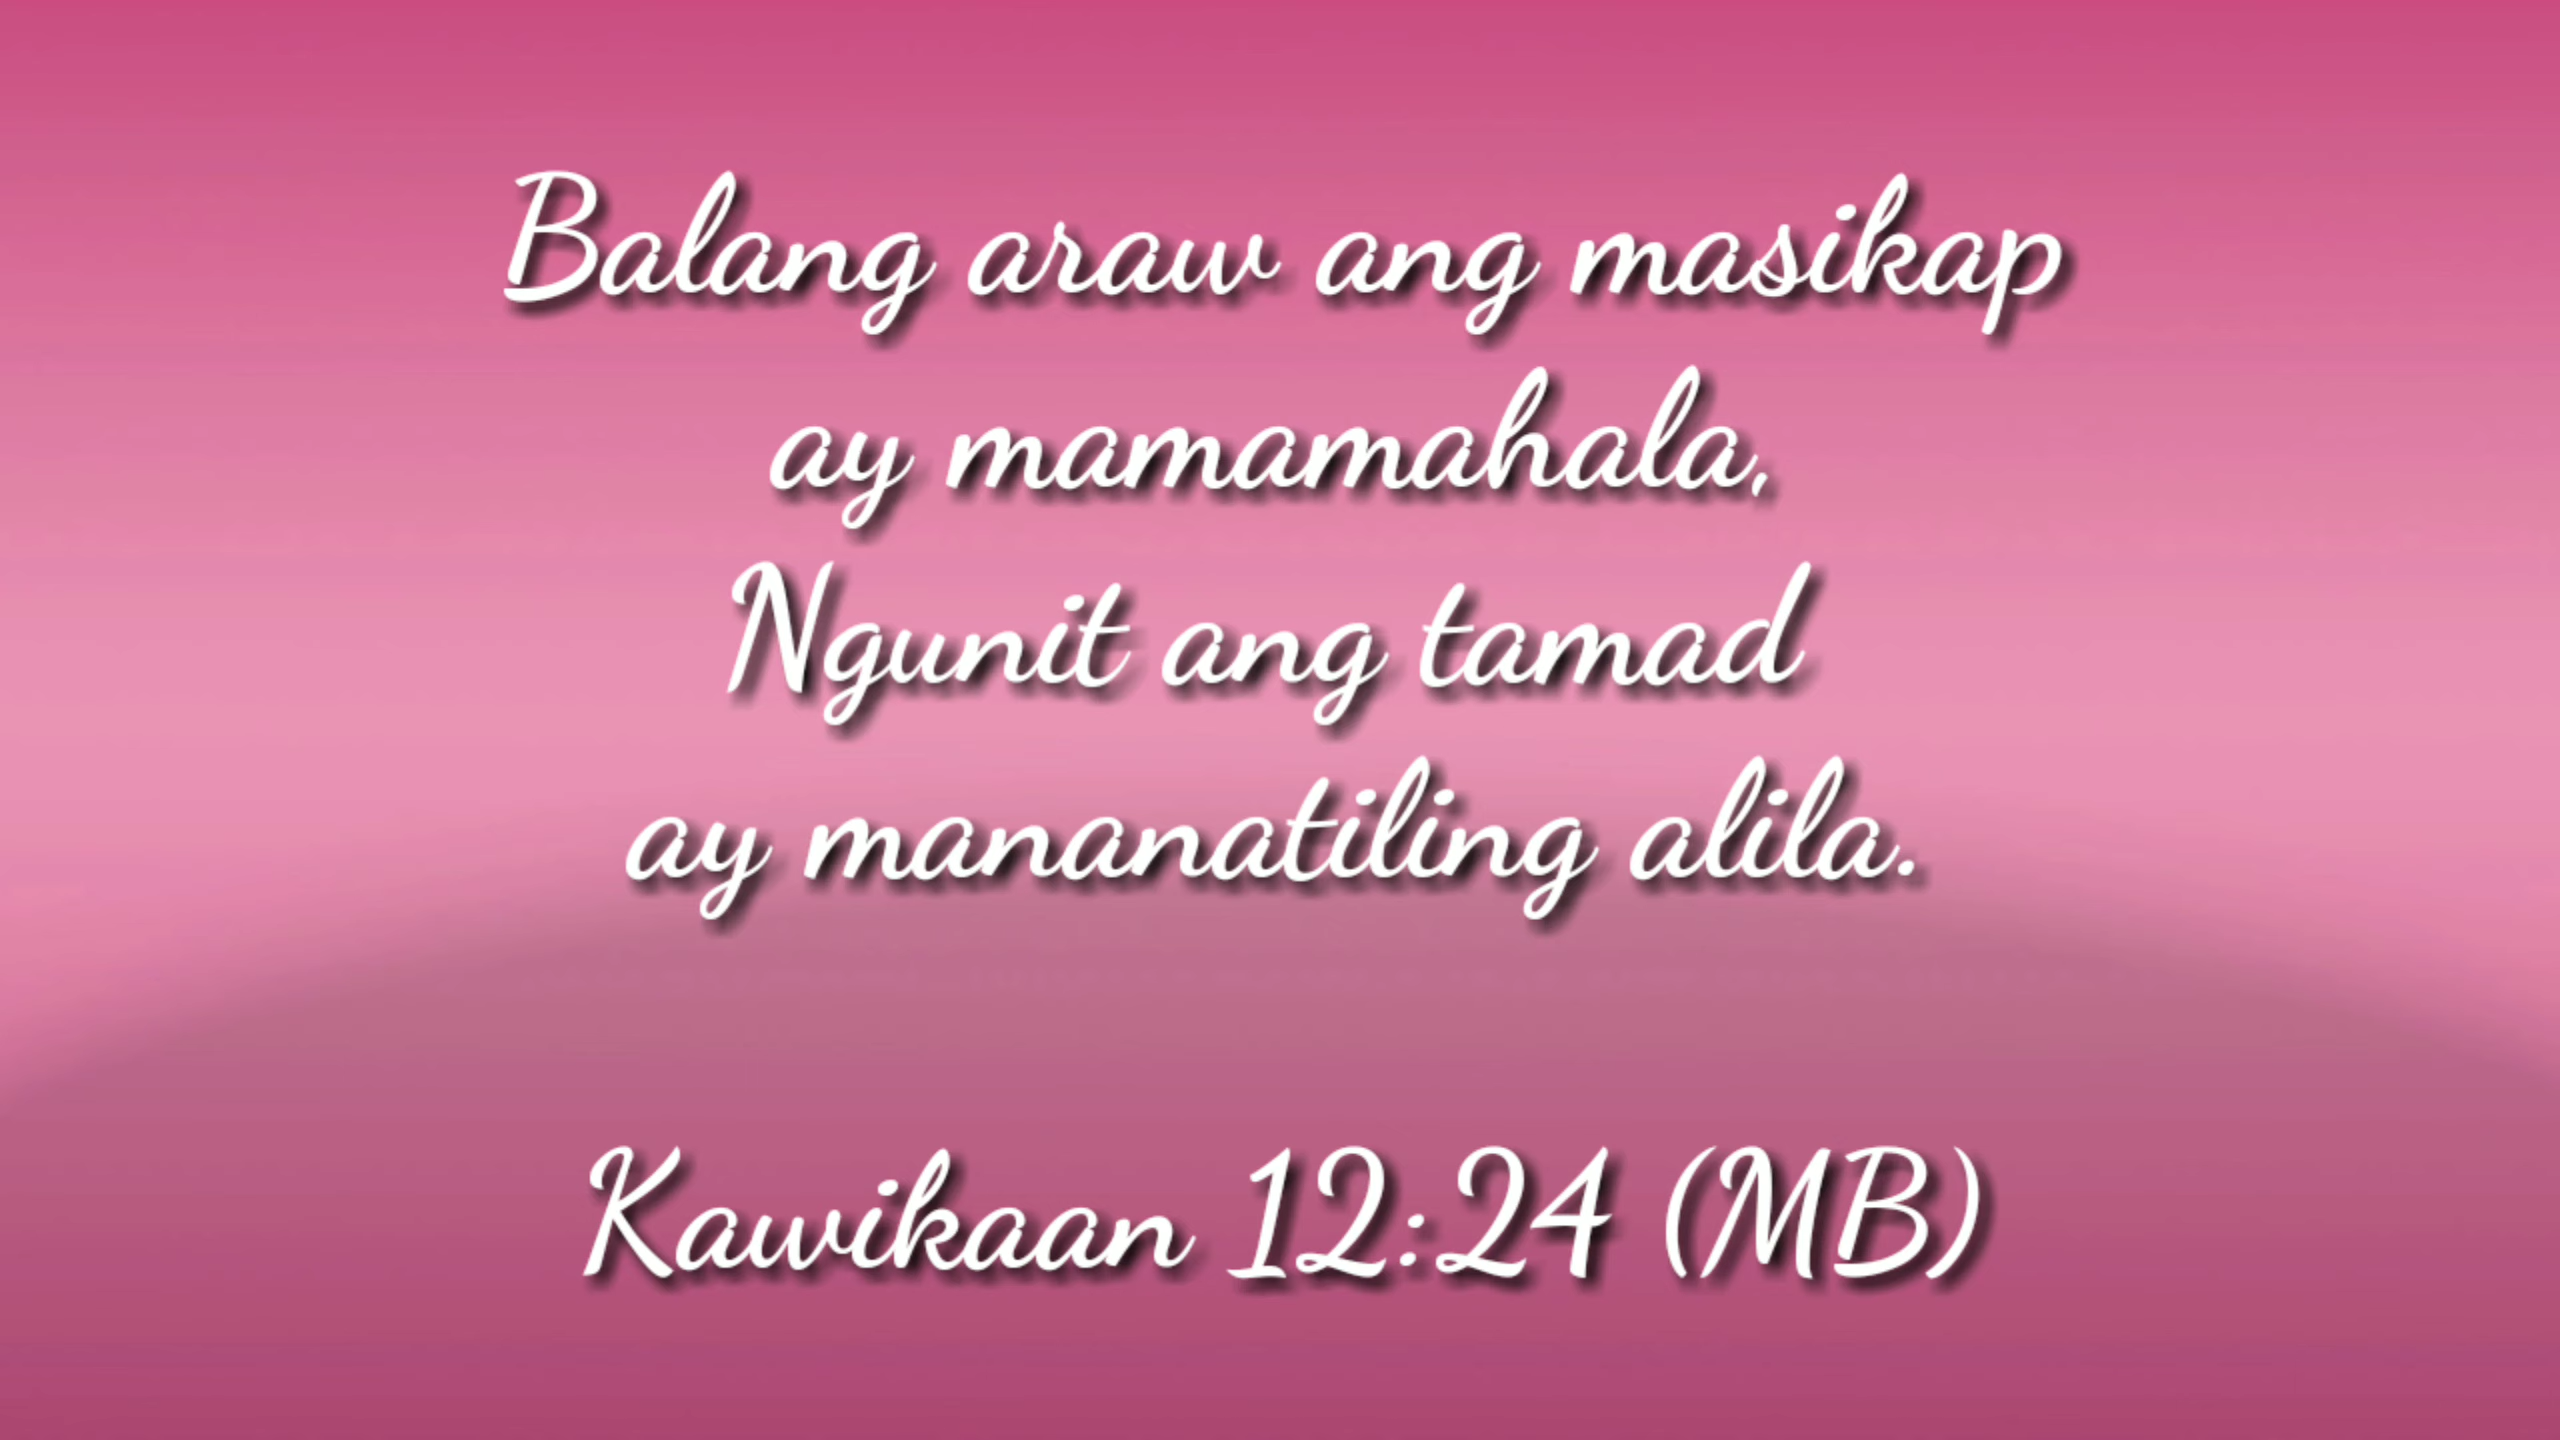 Balang araw ang masikap
ay mamamahala,
Ngunit ang tamad
ay mananatiling alila.
Kawikaan 12:24 (MB)